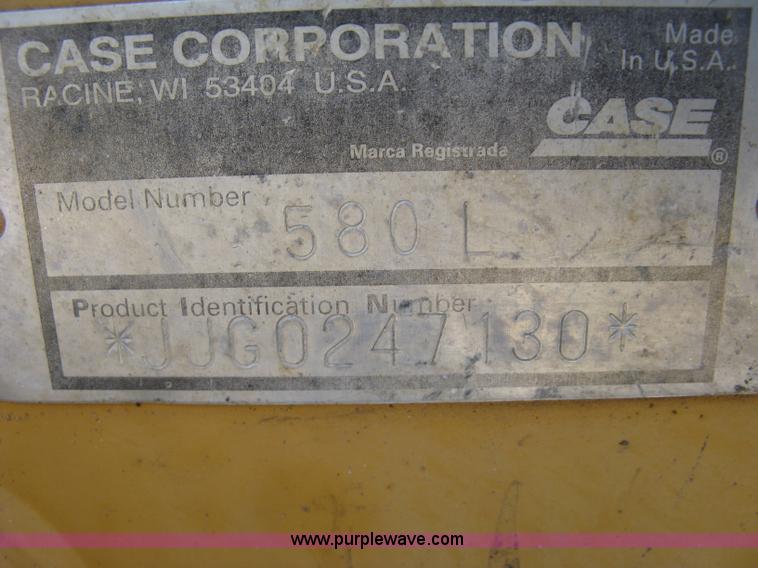 CASE CORPORATION
RACINE, WI 53404 U.S.A.
Made
In U.S.A.
CASE
Marca Registrada ®
Model Number
580 L
Product Identification Number
*JJG0247130*
www.purplewave.com